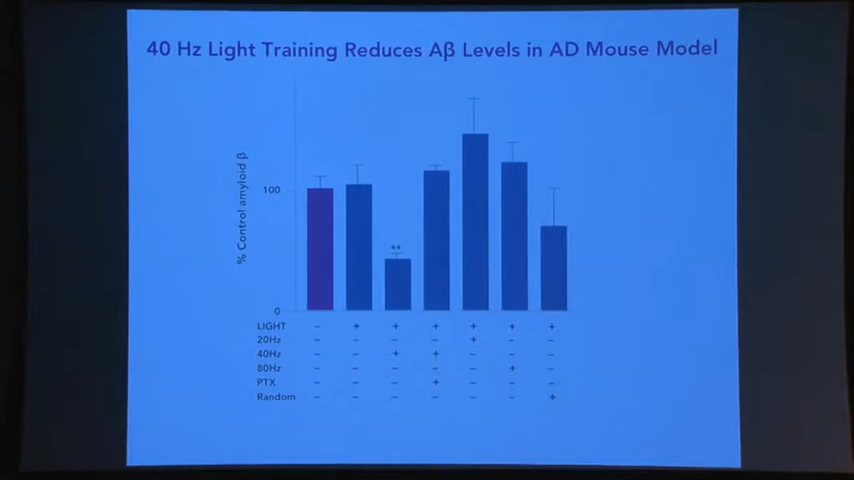 40 Hz Light Training Reduces Aβ Levels in AD Mouse Model
% Control amyloid β
100
**
0
LIGHT – + + + + + +
20Hz – – – – + – –
40Hz – – + + – – –
80Hz – – – – – + –
PTX – – – + – – –
Random – – – – – – +